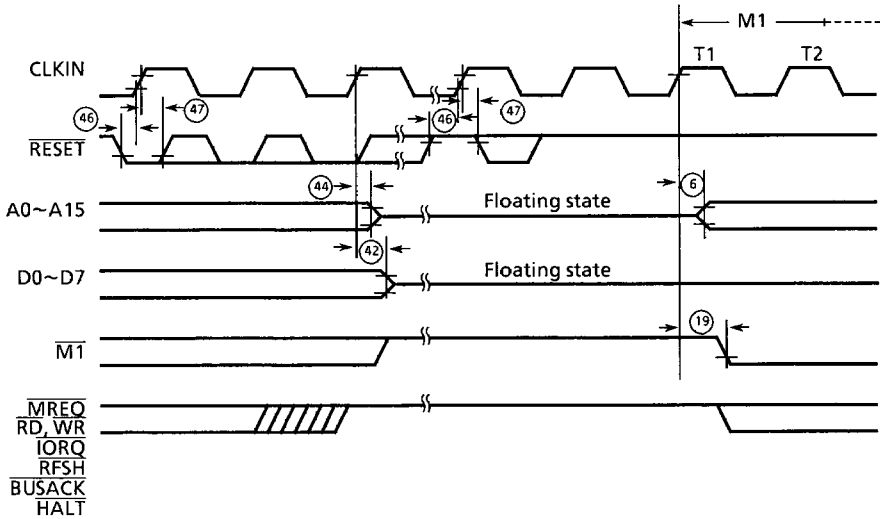 M1
CLKIN
T1
T2
46
47
46
47
RESET
44
6
A0~A15
Floating state
42
D0~D7
Floating state
19
M1
MREQ
RD, WR
IORQ
RFSH
BUSACK
HALT